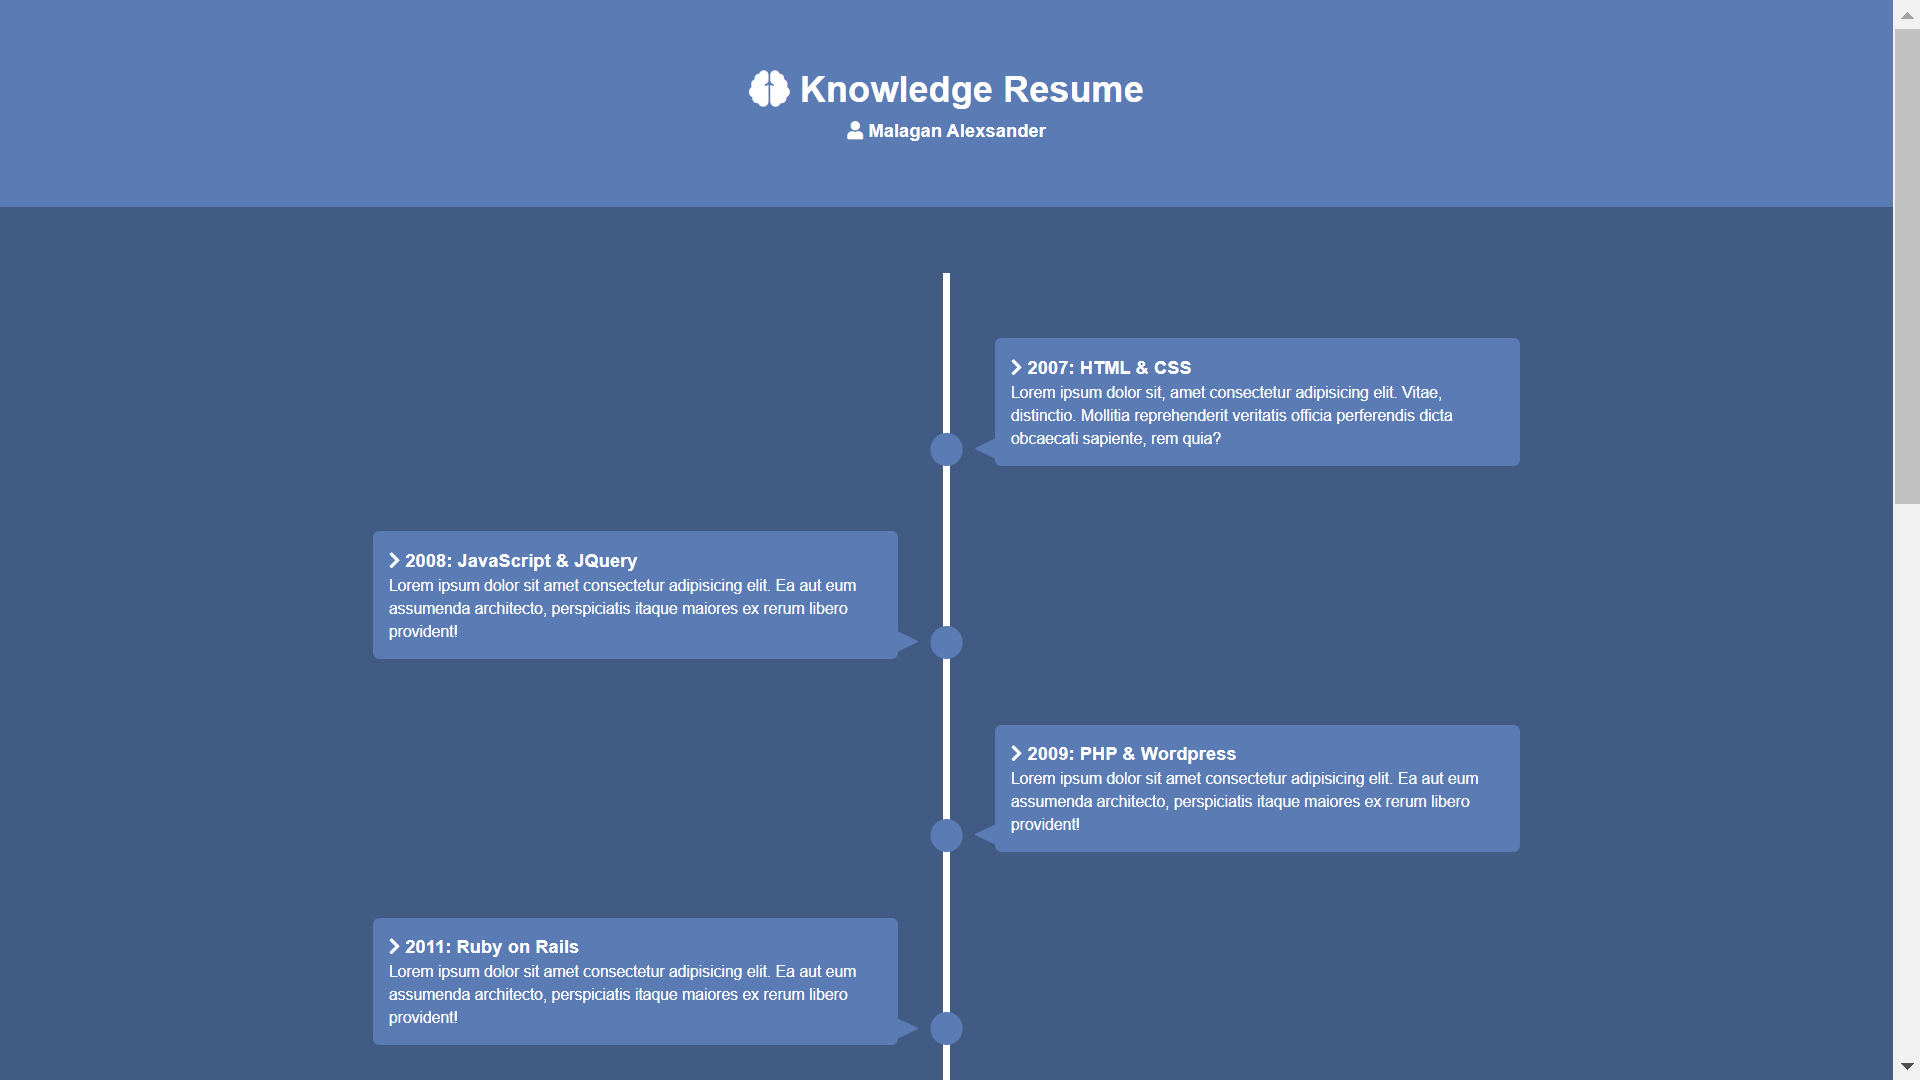 Knowledge Resume
Malagan Alexsander
2007: HTML & CSS
Lorem ipsum dolor sit, amet consectetur adipisicing elit. Vitae,
distinctio. Mollitia reprehenderit veritatis officia perferendis dicta
obcaecati sapiente, rem quia?
2008: JavaScript & JQuery
Lorem ipsum dolor sit amet consectetur adipisicing elit. Ea aut eum
assumenda architecto, perspiciatis itaque maiores ex rerum libero
provident!
2009: PHP & Wordpress
Lorem ipsum dolor sit amet consectetur adipisicing elit. Ea aut eum
assumenda architecto, perspiciatis itaque maiores ex rerum libero
provident!
2011: Ruby on Rails
Lorem ipsum dolor sit amet consectetur adipisicing elit. Ea aut eum
assumenda architecto, perspiciatis itaque maiores ex rerum libero
provident!